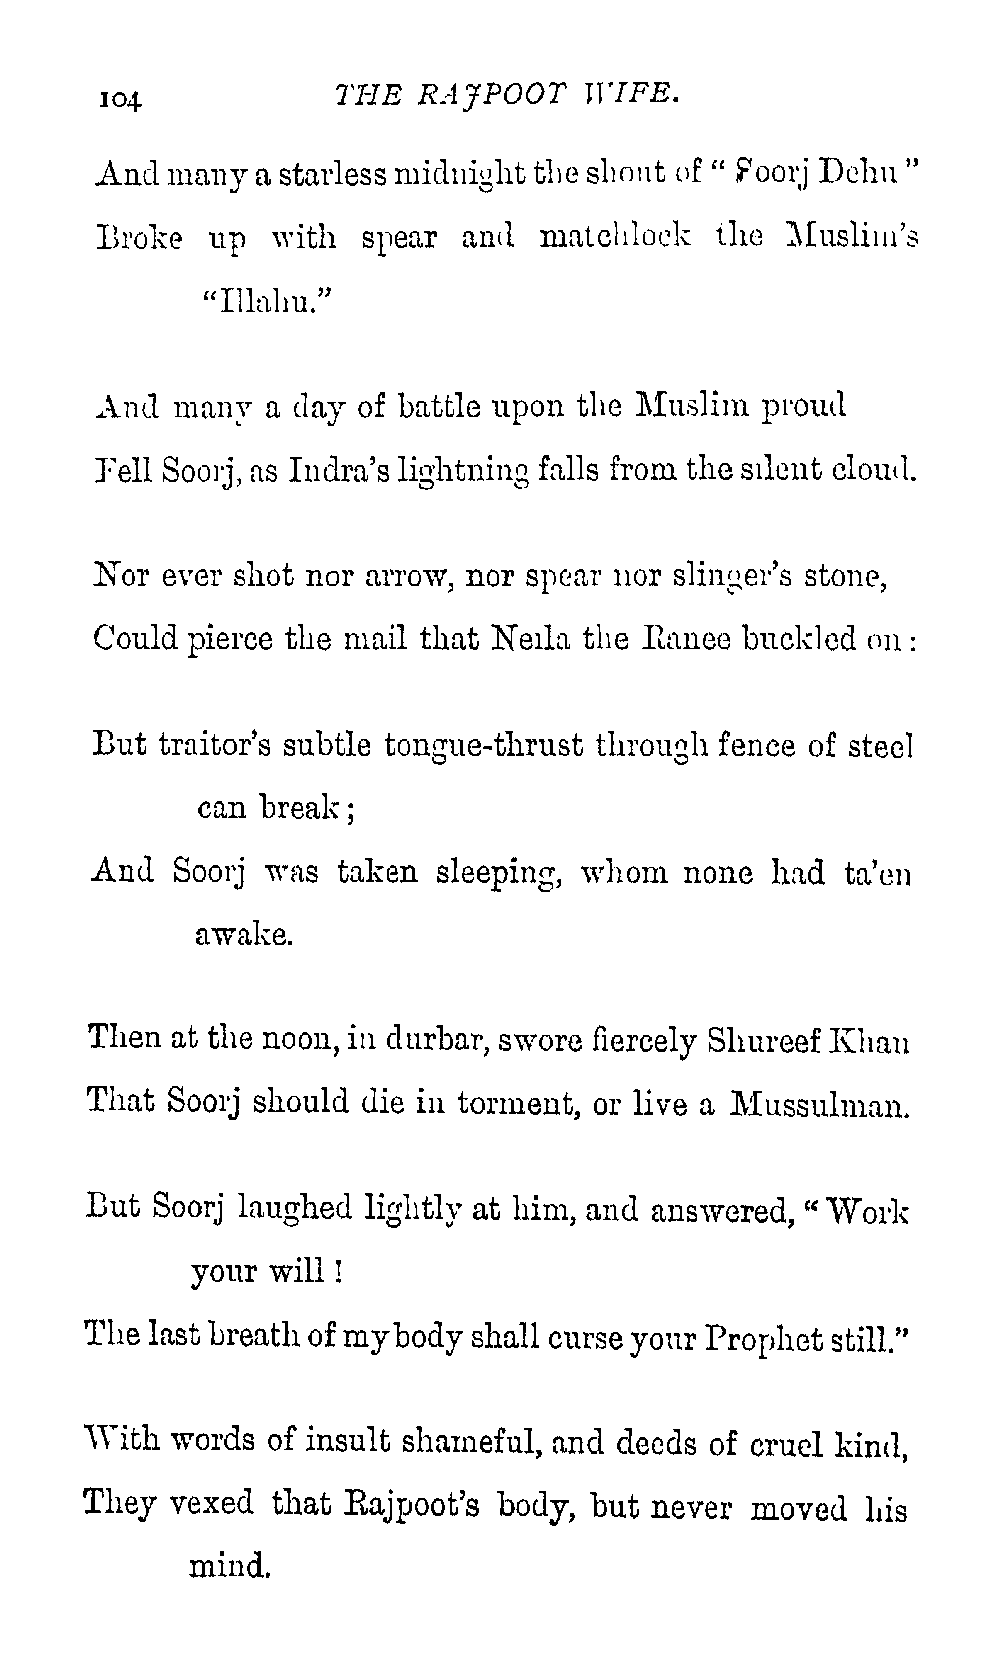 104 THE RAJPOOT WIFE.
And many a starless midnight the shout of “ Soorj Dehu ”
Broke up with spear and matchlock the Muslim’s
“Illahu.”
And many a day of battle upon the Muslim proud
Fell Soorj, as Indra’s lightning falls from the silent cloud.
Nor ever shot nor arrow, nor spear nor slinger’s stone,
Could pierce the mail that Neila the Ranee buckled on :
But traitor’s subtle tongue-thrust through fence of steel
can break ;
And Soorj was taken sleeping, whom none had ta’en
awake.
Then at the noon, in durbar, swore fiercely Shureef Khan
That Soorj should die in torment, or live a Mussulman.
But Soorj laughed lightly at him, and answered, “ Work
your will !
The last breath of my body shall curse your Prophet still.”
With words of insult shameful, and deeds of cruel kind,
They vexed that Rajpoot’s body, but never moved his
mind.